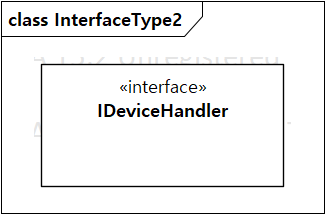 class InterfaceType2
«interface»
IDeviceHandler